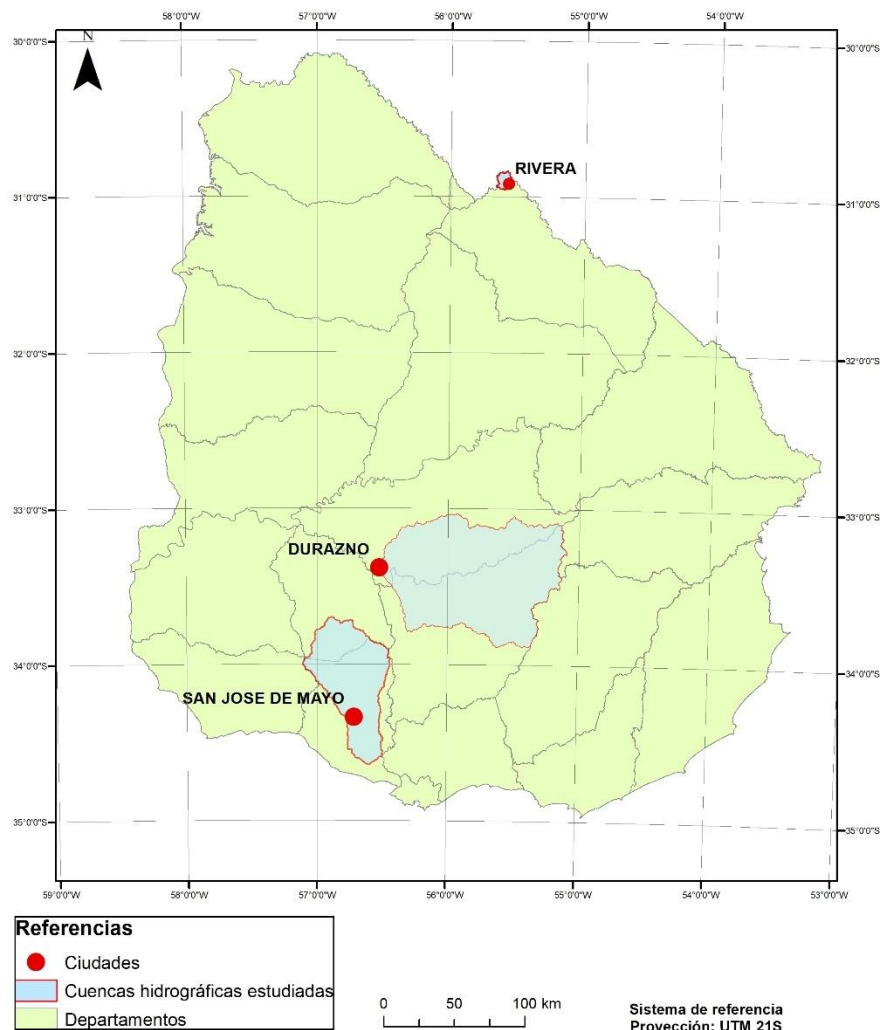 58°0'0"W 57°0'0"W 56°0'0"W 55°0'0"W 54°0'0"W
30°0'0"S 30°0'0"S
N
RIVERA
31°0'0"S 31°0'0"S
32°0'0"S 32°0'0"S
33°0'0"S 33°0'0"S
DURAZNO
34°0'0"S 34°0'0"S
SAN JOSE DE MAYO
35°0'0"S 35°0'0"S
59°0'0"W 58°0'0"W 57°0'0"W 56°0'0"W 55°0'0"W 54°0'0"W 53°0'0"W
Referencias
Ciudades
Cuencas hidrográficas estudiadas
Departamentos
0 50 100 km
Sistema de referencia
Proyección: UTM 21S